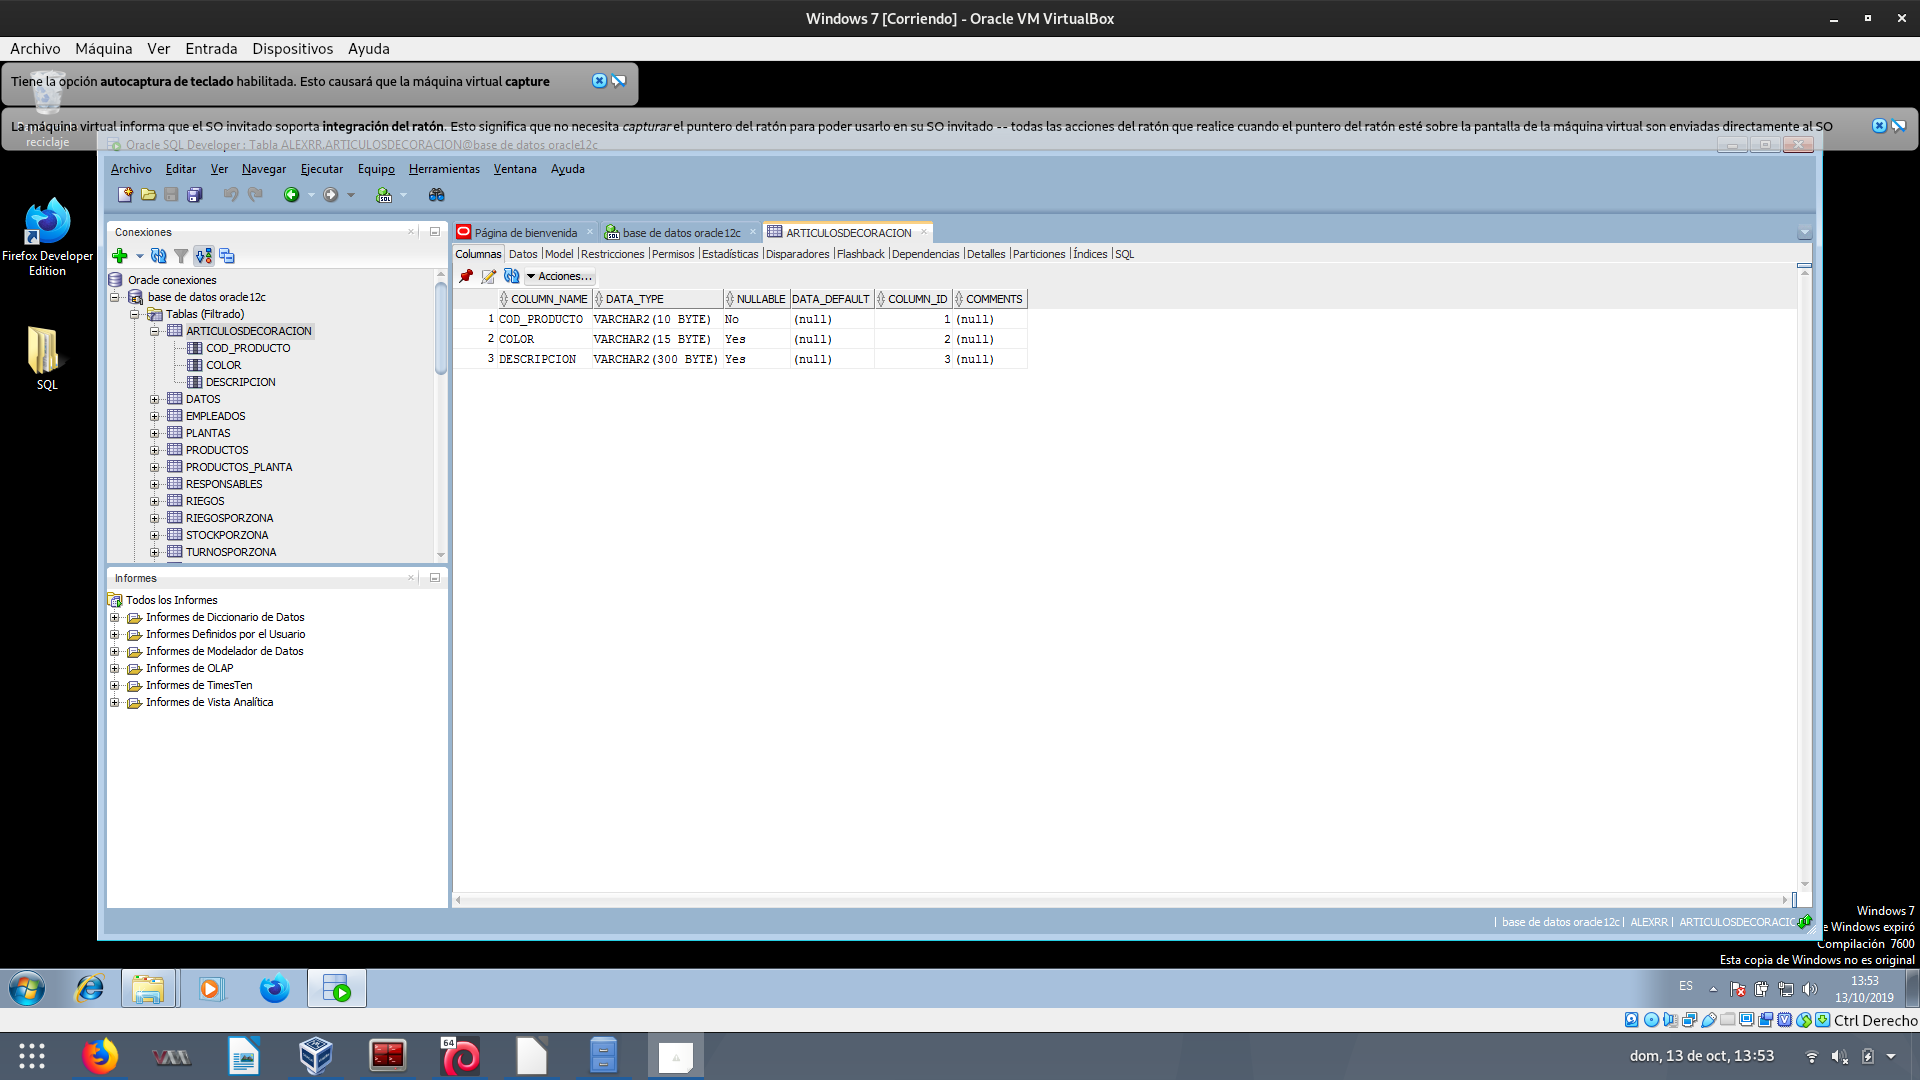 Windows 7 [Corriendo] - Oracle VM VirtualBox
Archivo Máquina Ver Entrada Dispositivos Ayuda
Tiene la opción autocaptura de teclado habilitada. Esto causará que la máquina virtual capture
La máquina virtual informa que el SO invitado soporta integración del ratón. Esto significa que no necesita capturar el puntero del ratón para poder usarlo en su SO invitado -- todas las acciones del ratón que realice cuando el puntero del ratón esté sobre la pantalla de la máquina virtual son enviadas directamente al SO
reciclaje
Oracle SQL Developer : Tabla ALEXRR.ARTICULOSDECORACION@base de datos oracle12c
Archivo Editar Ver Navegar Ejecutar Equipo Herramientas Ventana Ayuda
Firefox Developer
Edition
SQL
Conexiones
Oracle conexiones
base de datos oracle12c
Tablas (Filtrado)
ARTICULOSDECORACION
COD_PRODUCTO
COLOR
DESCRIPCION
DATOS
EMPLEADOS
PLANTAS
PRODUCTOS
PRODUCTOS_PLANTA
RESPONSABLES
RIEGOS
RIEGOSPORZONA
STOCKPORZONA
TURNOSPORZONA
Informes
Todos los Informes
Informes de Diccionario de Datos
Informes Definidos por el Usuario
Informes de Modelador de Datos
Informes de OLAP
Informes de TimesTen
Informes de Vista Analítica
Página de bienvenida base de datos oracle12c ARTICULOSDECORACION
Columnas Datos Model Restricciones Permisos Estadísticas Disparadores Flashback Dependencias Detalles Particiones Índices SQL
Acciones...
COLUMN_NAME DATA_TYPE NULLABLE DATA_DEFAULT COLUMN_ID COMMENTS
1 COD_PRODUCTO VARCHAR2(10 BYTE) No (null) 1 (null)
2 COLOR VARCHAR2(15 BYTE) Yes (null) 2 (null)
3 DESCRIPCION VARCHAR2(300 BYTE) Yes (null) 3 (null)
base de datos oracle12c ALEXRR ARTICULOSDECORACIO
Windows 7
e Windows expiró
Compilación 7600
Esta copia de Windows no es original
ES
13:53
13/10/2019
Ctrl Derecho
64
dom, 13 de oct, 13:53